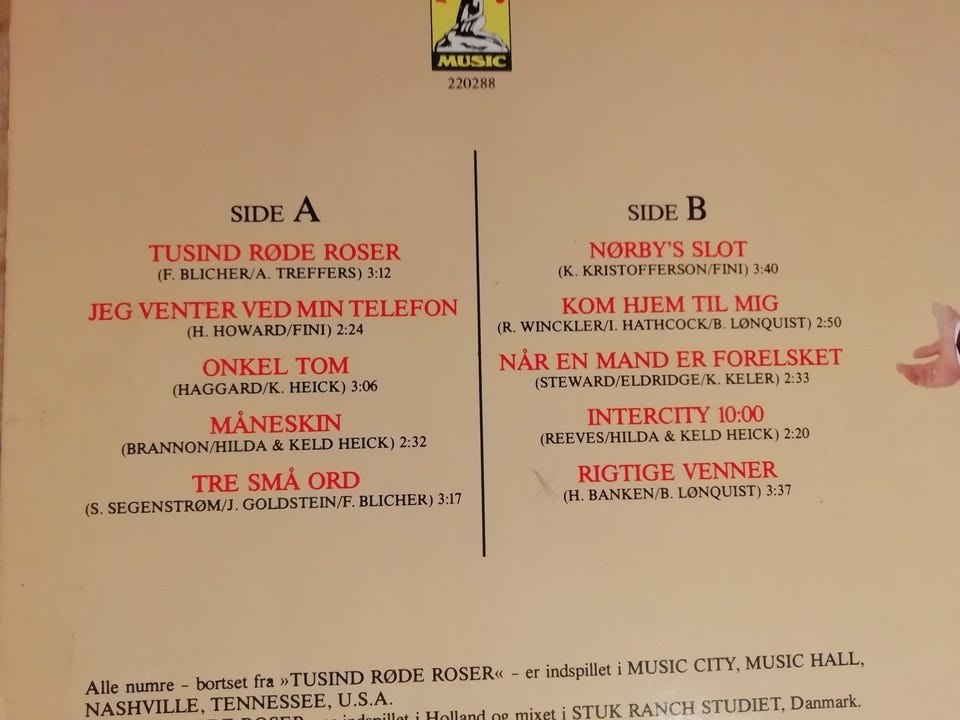 MUSIC
220288
SIDE A
TUSIND RØDE ROSER
(F. BLICHER/A. TREFFERS) 3:12
JEG VENTER VED MIN TELEFON
(H. HOWARD/FINI) 2:24
ONKEL TOM
(HAGGARD/K. HEICK) 3:06
MÅNESKIN
(BRANNON/HILDA & KELD HEICK) 2:32
TRE SMÅ ORD
(S. SEGENSTRØM/J. GOLDSTEIN/F. BLICHER) 3:17
SIDE B
NØRBY'S SLOT
(K. KRISTOFFERSON/FINI) 3:40
KOM HJEM TIL MIG
(R. WINCKLER/I. HATHCOCK/B. LØNQUIST) 2:50
NÅR EN MAND ER FORELSKET
(STEWARD/ELDRIDGE/K. KELER) 2:33
INTERCITY 10:00
(REEVES/HILDA & KELD HEICK) 2:20
RIGTIGE VENNER
(H. BANKEN/B. LØNQUIST) 3:37
Alle numre – bortset fra »TUSIND RØDE ROSER« – er indspillet i MUSIC CITY, MUSIC HALL,
NASHVILLE, TENNESSEE, U.S.A.
ROSER indspillet i Holland og mixet i STUK RANCH STUDIET, Danmark.